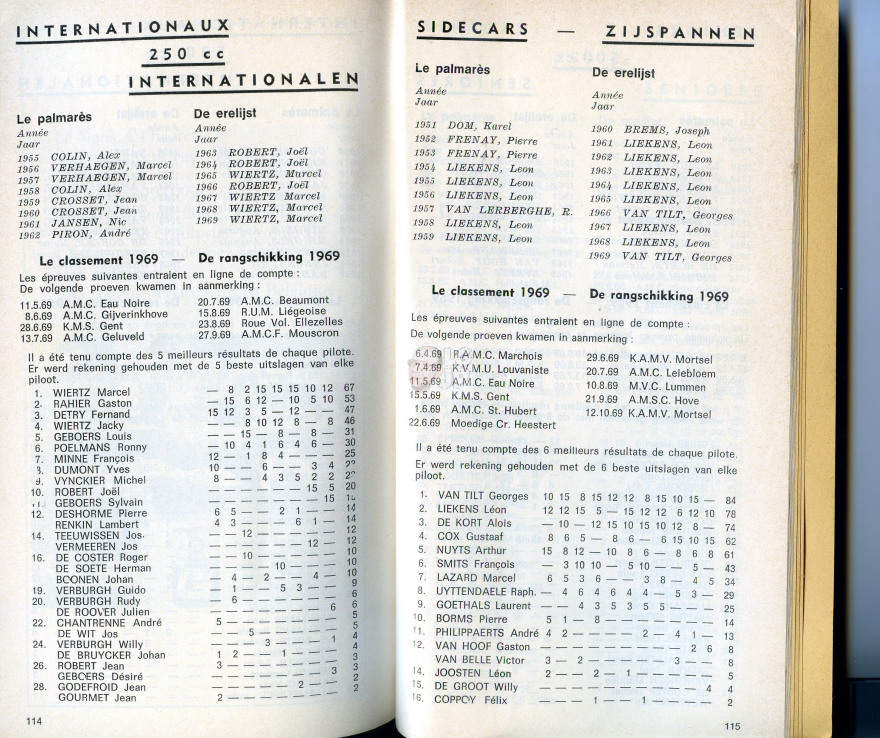 INTERNATIONAUX
250 cc
INTERNATIONALEN
Le palmarès De erelijst
Année Année
Jaar Jaar
1955 COLIN, Alex 1963 ROBERT, Joël
1956 VERHAEGEN, Marcel 1964 ROBERT, Joël
1957 VERHAEGEN, Marcel 1965 WIERTZ, Murcel
1958 COLIN, Alex 1966 ROBERT, Joël
1959 CROSSET, Jean 1967 WIERTZ Marcel
1960 CROSSET, Jean 1968 WIERTZ, Marcel
1961 JANSEN, Nic 1969 WIERTZ, Marcel
1962 PIRON, André
Le classement 1969 — De rangschikking 1969
Les épreuves suivantes entraient en ligne de compte :
De volgende proeven kwamen in aanmerking :
11.5.69 A.M.C. Eau Noire 20.7.69 A.M.C. Beaumont
8.6.69 A.M.C. Gijverinkhove 15.8.69 R.U.M. Liégeoise
28.6.69 K.M.S. Gent 23.8.69 Roue Vol. Ellezelles
13.7.69 A.M.C. Geluveld 27.9.69 A.M.C.F. Mouscron
Il a été tenu compte des 5 meilleurs résultats de chaque pilote.
Er werd rekening gehouden met de 5 beste uitslagen van elke
piloot.
1. WIERTZ Marcel — 8 2 15 15 15 10 12 67
2. RAHIER Gaston — 15 6 12 — 10 5 10 53
3. DETRY Fernand 15 12 3 5 — 12 — — 47
4. WIERTZ Jacky — — 8 10 12 8 — 8 46
5. GEBOERS Louis — — 15 — 8 — 8 — 31
6. POELMANS Ronny — 10 4 1 6 4 6 — 30
7. MINNE François 12 — 1 8 4 — — — 25
DUMONT Yves 10 — — 6 — — 3 4
9. VYNCKIER Michel 8 — — 4 3 5 2 2
10. ROBERT Joël — — — — — — 15 5 20
GEBOERS Sylvain — — — — — — — 15
12. DESHORME Pierre 6 5 — — 2 1 — — 14
RENKIN Lambert 4 3 — — — 6 1 — 14
14. TEEUWISSEN Jos. — — 12 — — — — — 12
VERMEEREN Jos — — — — — — 12 — 12
16. DE COSTER Roger — — 10 — — — — — 10
DE SOETE Herman — — — — 10 — — — 10
BOONEN Johan — 4 — 2 — — 4 — 10
19. VERBURGH Guido — 1 — — 5 3 — — 9
20. VERBURGH Rudy — 6 — — — — — — 6
DE ROOVER Julien — — — — — — — 6 6
22. CHANTRENNE André 5 — — — — — — — 5
DE WIT Jos — — 5 — — — — — 5
24. VERBURGH Willy — — — 3 — — — 1 4
DE BRUYCKER Johan 1 2 — — 1 — — — 4
26. ROBERT Jean 3 — — — — — — — 3
GEBOERS Désiré — — — — — — — 3 3
28. GODEFROID Jean — — — — — 2 — — 2
GOURMET Jean 2 — — — — — — — 2
114
SIDECARS — ZIJSPANNEN
Le palmarès De erelijst
Année Année
Jaar Jaar
1951 DOM, Karel 1960 BREMS, Joseph
1952 FRENAY, Pierre 1961 LIEKENS, Leon
1953 FRENAY, Pierre 1962 LIEKENS, Leon
1954 LIEKENS, Leon 1963 LIEKENS, Leon
1955 LIEKENS, Leon 1964 LIEKENS, Leon
1956 LIEKENS, Leon 1965 LIEKENS, Leon
1957 VAN LERBERGHE, R. 1966 VAN TILT, Georges
1958 LIEKENS, Leon 1967 LIEKENS, Leon
1959 LIEKENS, Leon 1968 LIEKENS, Leon
1969 VAN TILT, Georges
Le classement 1969 — De rangschikking 1969
Les épreuves suivantes entraient en ligne de compte :
De volgende proeven kwamen in aanmerking :
6.4.69 R.A.M.C. Marchois 29.6.69 K.A.M.V. Mortsel
7.4.69 K.V.M.U. Louvaniste 20.7.69 A.M.C. Lelebloem
11.5.69 A.M.C. Eau Noire 10.8.69 M.V.C. Lummen
15.5.69 K.M.S. Gent 21.9.69 A.M.S.C. Hove
1.6.69 A.M.C. St. Hubert 12.10.69 K.A.M.V. Mortsel
22.6.69 Moedige Cr. Heestert
Il a été tenu compte des 6 meilleurs résultats de chaque pilote.
Er werd rekening gehouden met de 6 beste uitslagen van elke
piloot.
1. VAN TILT Georges 10 15 8 15 12 12 8 15 10 15 — 84
2. LIEKENS Léon 12 12 15 5 — 15 12 12 6 12 10 78
3. DE KORT Alois — 10 — 12 15 10 15 10 12 8 — 74
4. COX Gustaaf 8 6 5 — 8 6 — 6 15 10 15 62
5. NUYTS Arthur 15 8 12 — 10 8 6 — 8 6 8 61
6. SMITS François — 3 10 10 — 5 10 — — 5 — 43
7. LAZARD Marcel 6 5 3 6 — — 3 8 — 4 5 34
8. UYTTENDAELE Raph. — 4 6 4 6 4 4 — 5 3 — 29
9. GOETHALS Laurent — — 4 3 5 3 5 5 — — — 25
10. BORMS Pierre 5 1 — 8 — — — — — — — 14
11. PHILIPPAERTS André 4 2 — — — — 2 — 4 1 — 13
12. VAN HOOF Gaston — — — — — — — — — 2 6 8
VAN BELLE Victor 3 — 2 — — — — — 3 — — 8
14. JOOSTEN Léon 2 — — 2 — 1 — — — — — 5
15. DE GROOT Willy — — — — — — — — — — 4 4
16. COPPOY Félix — — — 1 — — 1 — — — — 2
115